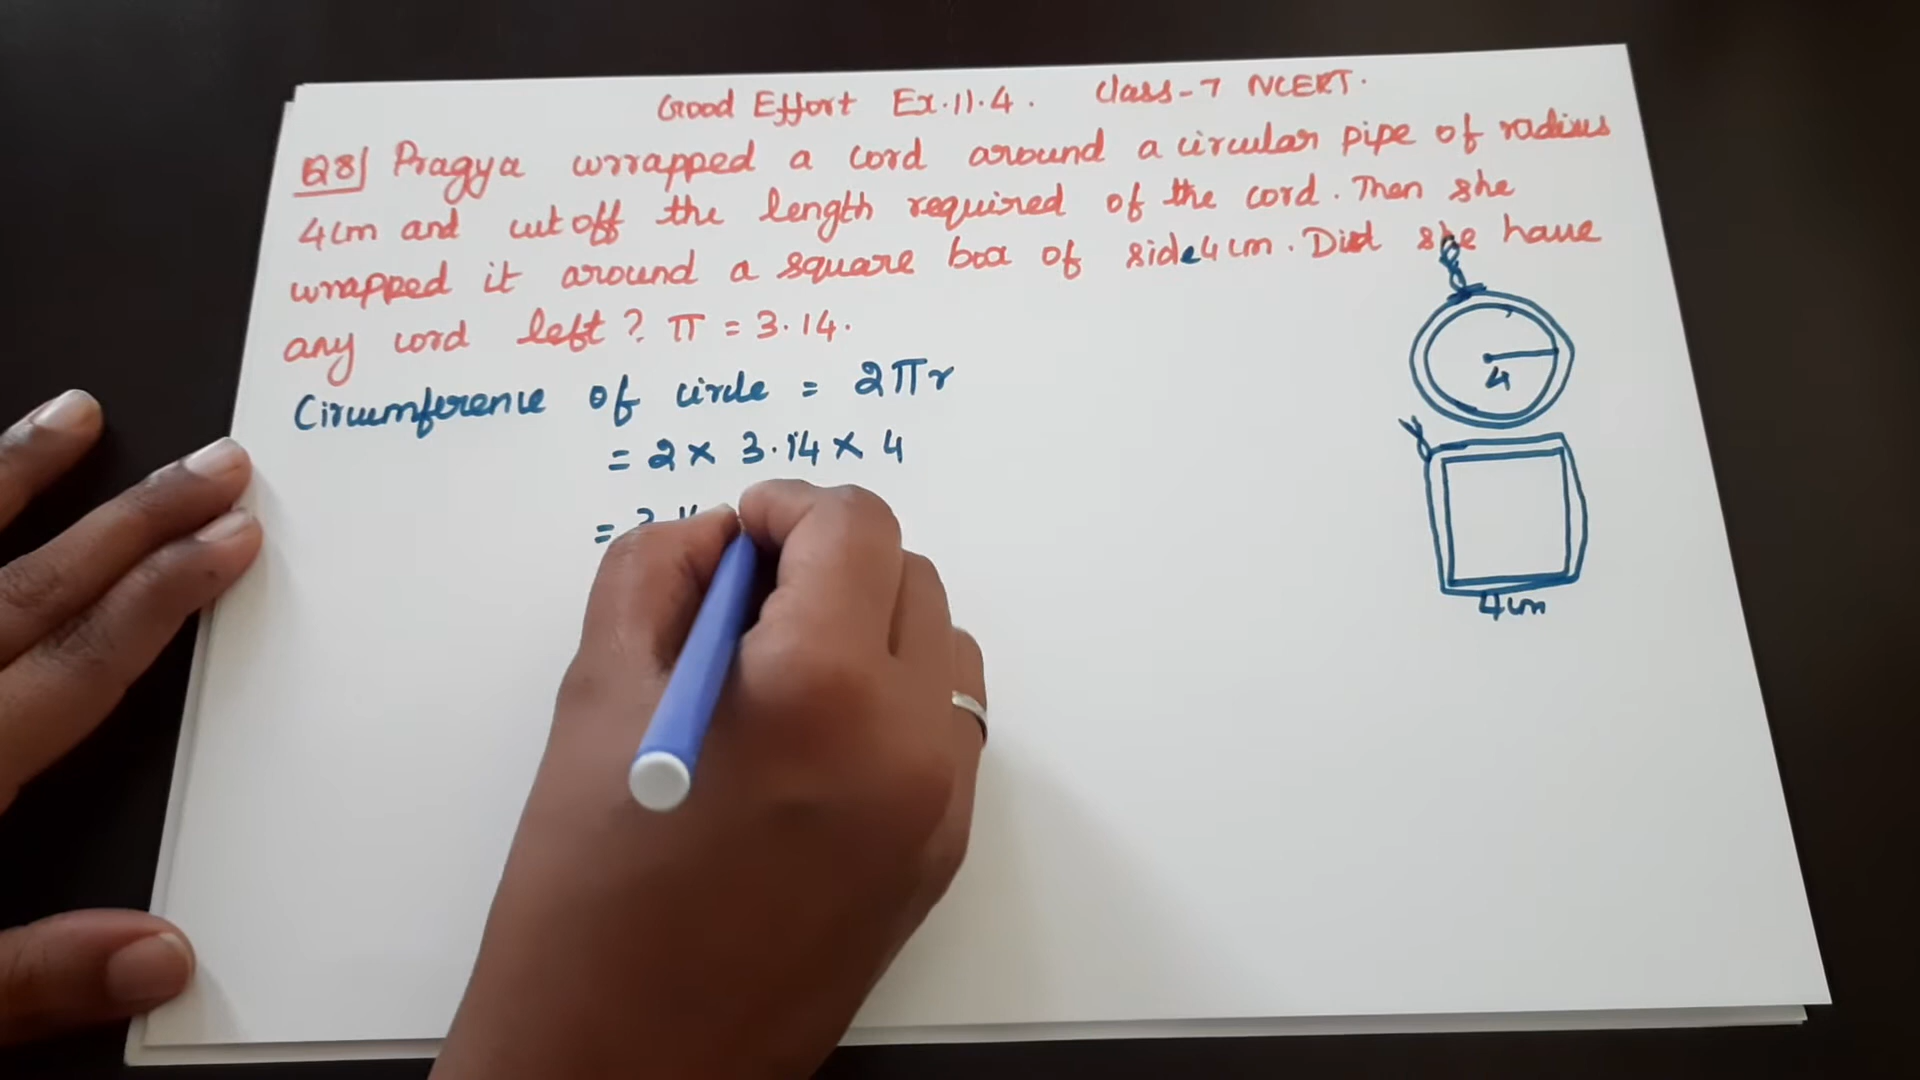 Good Effort Ex.11.4. Class-7 NCERT.
Q8) Pragya wrapped a cord around a circular pipe of radius
4cm and cut off the length required of the cord. Then she
wrapped it around a square box of side 4cm. Did she have
any cord left? π = 3.14.
Circumference of circle = 2πr
= 2 × 3.14 × 4
=
4
4cm